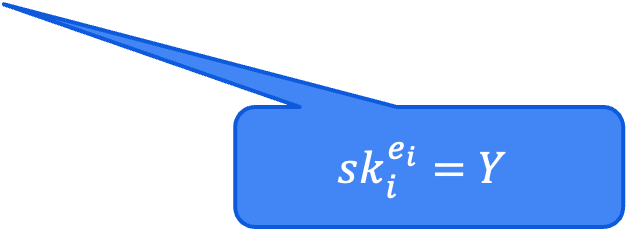 $sk_i^{e_i} = Y$